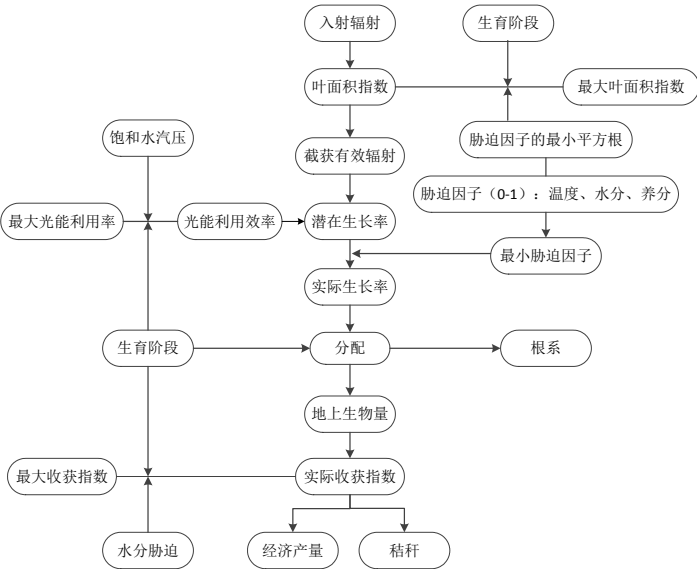 入射辐射
生育阶段
叶面积指数
最大叶面积指数
饱和水汽压
胁迫因子的最小平方根
截获有效辐射
胁迫因子（0-1）：温度、水分、养分
最大光能利用率
光能利用效率
潜在生长率
最小胁迫因子
实际生长率
生育阶段
分配
根系
地上生物量
最大收获指数
实际收获指数
水分胁迫
经济产量
秸秆